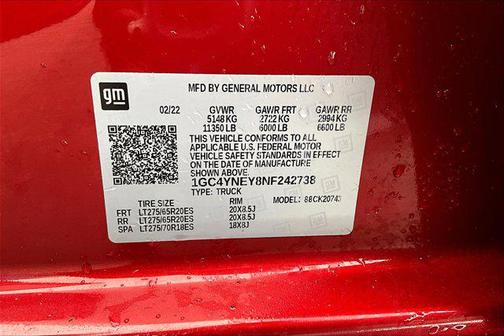 gm
MFD BY GENERAL MOTORS LLC
02/22 GVWR GAWR FRT GAWR RR
5148 KG 2722 KG 2994 KG
11350 LB 6000 LB 6600 LB
THIS VEHICLE CONFORMS TO ALL
APPLICABLE U.S. FEDERAL MOTOR
VEHICLE SAFETY STANDARDS IN
EFFECT ON THE DATE OF MANUFACTURE
SHOWN ABOVE.
1GC4YNEY8NF242738
TYPE: TRUCK MODEL: 88CK20743
TIRE SIZE RIM
FRT LT275/65R20ES 20X8.5J
RR LT275/65R20ES 20X8.5J
SPA LT275/70R18ES 18X8J